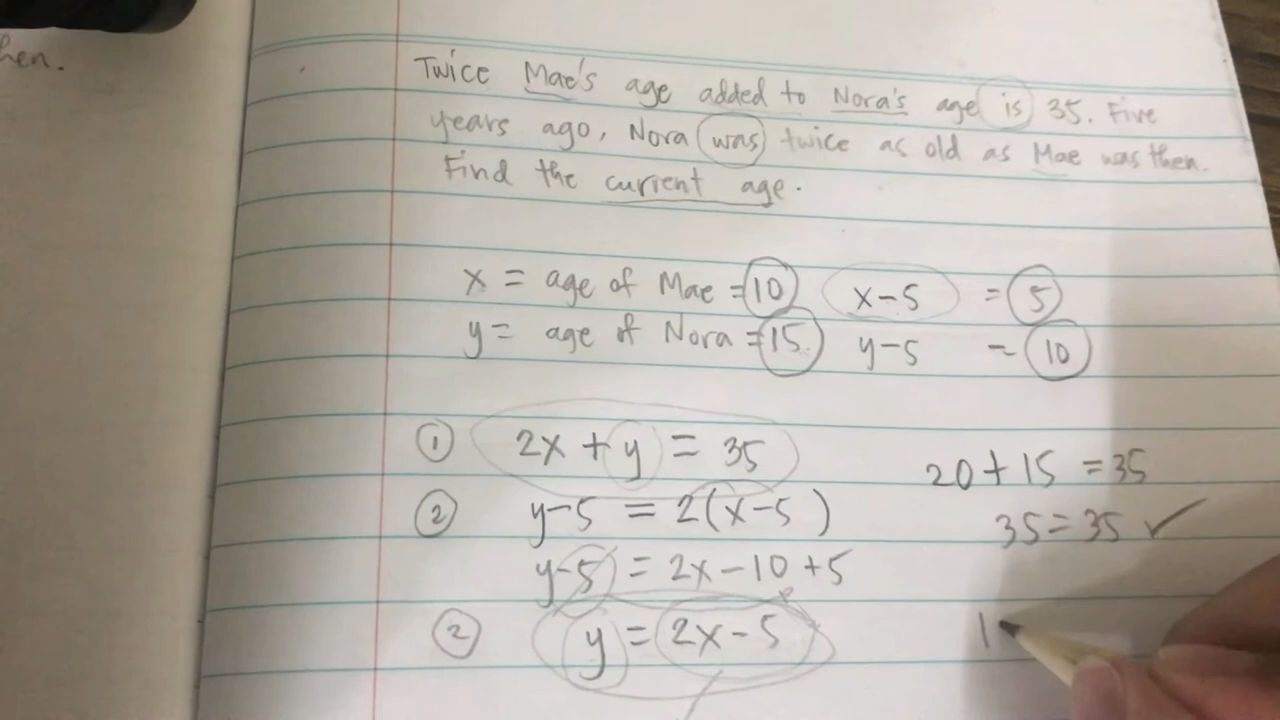 hen.
Twice Mae's age added to Nora's age is 35. Five
years ago, Nora was twice as old as Mae was then.
Find the current age.
x = age of Mae = 10 x-5 = 5
y = age of Nora = 15 y-5 = 10
① 2x + y = 35
20 + 15 = 35
② y-5 = 2(x-5)
35 = 35 ✓
y-5 = 2x-10+5
② y = 2x-5
1